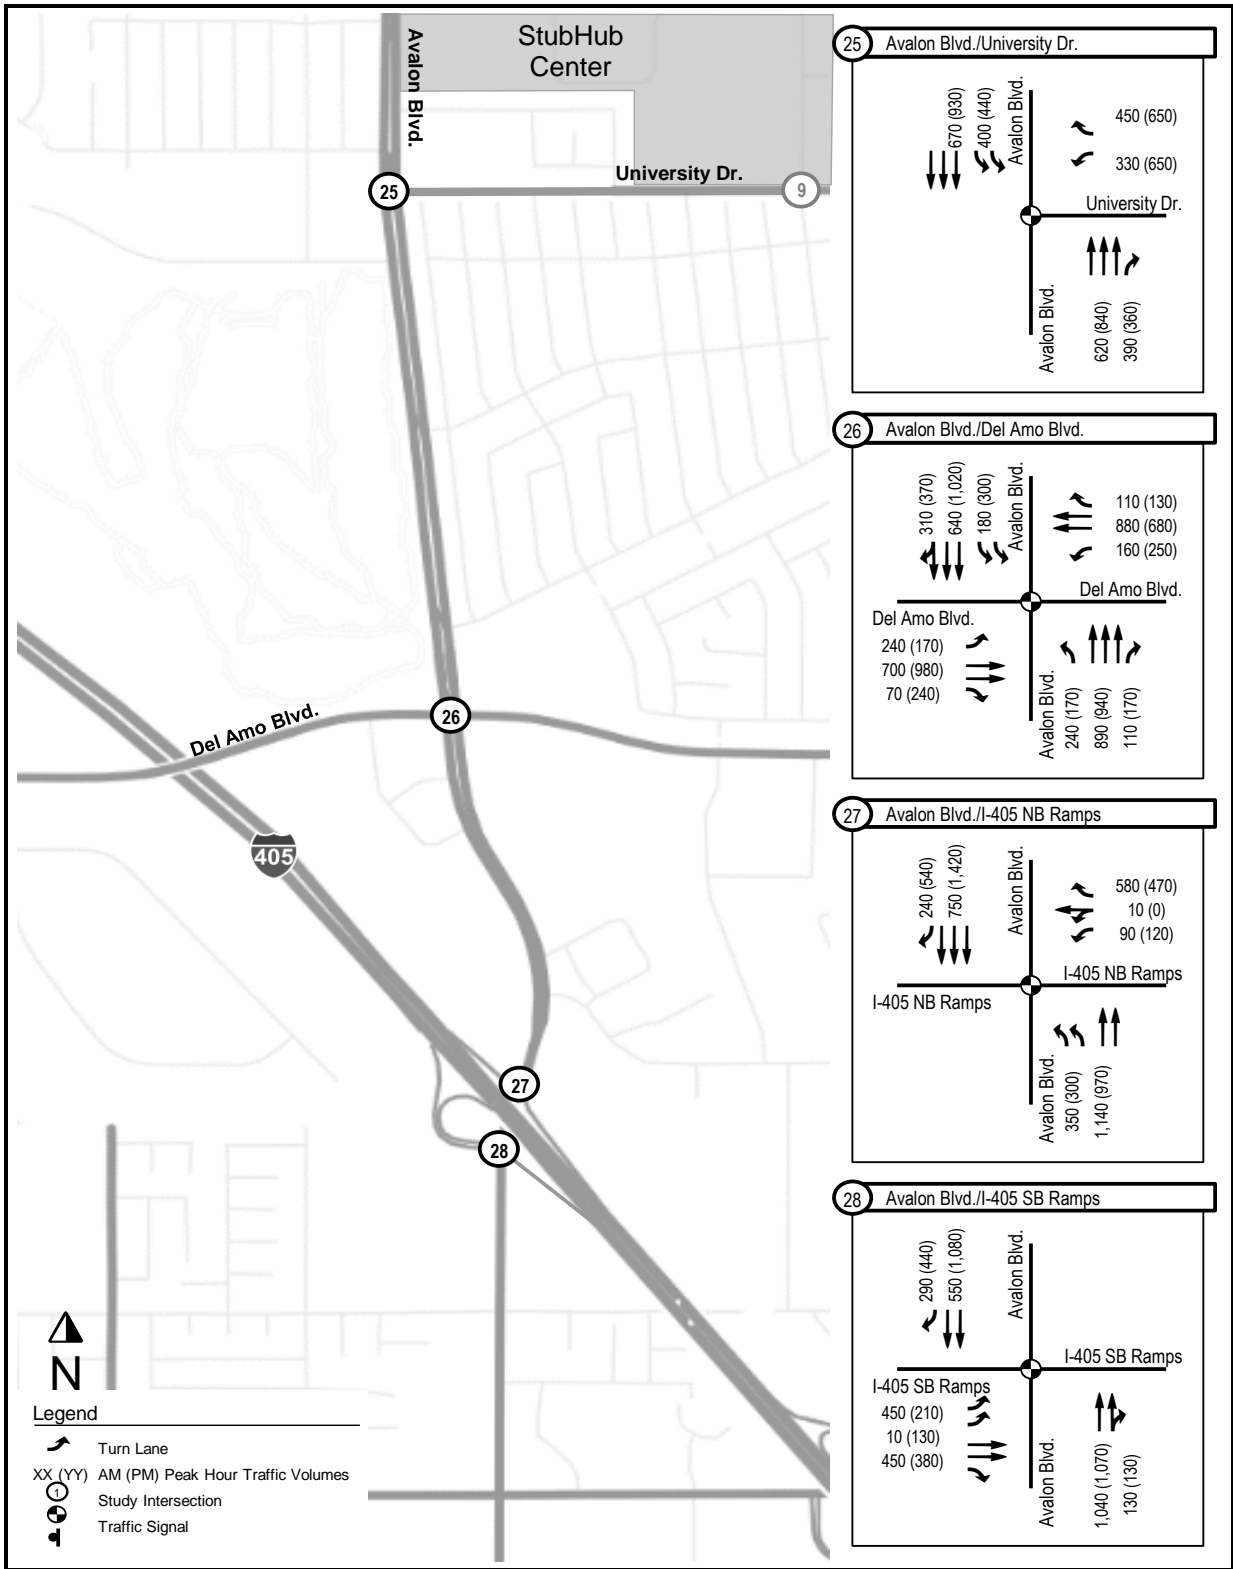 StubHub
Center
Avalon Blvd.
University Dr.
25
9
26
Del Amo Blvd.
405
27
28
N
Legend
Turn Lane
XX (YY) AM (PM) Peak Hour Traffic Volumes
1 Study Intersection
Traffic Signal
25 Avalon Blvd./University Dr.
670 (930)
400 (440)
Avalon Blvd.
450 (650)
330 (650)
University Dr.
Avalon Blvd.
620 (840)
390 (360)
26 Avalon Blvd./Del Amo Blvd.
310 (370)
640 (1,020)
180 (300)
Avalon Blvd.
110 (130)
880 (680)
160 (250)
Del Amo Blvd.
Del Amo Blvd.
240 (170)
700 (980)
70 (240)
Avalon Blvd.
240 (170)
890 (940)
110 (170)
27 Avalon Blvd./I-405 NB Ramps
240 (540)
750 (1,420)
Avalon Blvd.
580 (470)
10 (0)
90 (120)
I-405 NB Ramps
I-405 NB Ramps
Avalon Blvd.
350 (300)
1,140 (970)
28 Avalon Blvd./I-405 SB Ramps
290 (440)
550 (1,080)
Avalon Blvd.
I-405 SB Ramps
I-405 SB Ramps
450 (210)
10 (130)
450 (380)
Avalon Blvd.
1,040 (1,070)
130 (130)